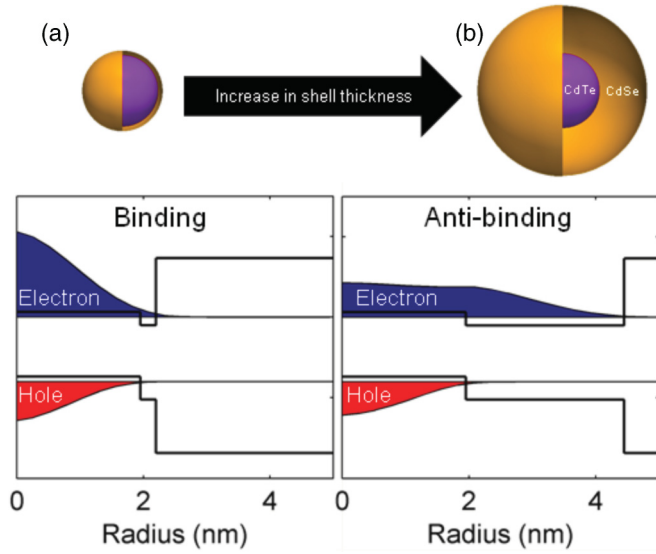 (a)
(b)
Increase in shell thickness
CdTe
CdSe
Binding
Anti-binding
Electron
Electron
Hole
Hole
0
2
4
0
2
4
Radius (nm)
Radius (nm)